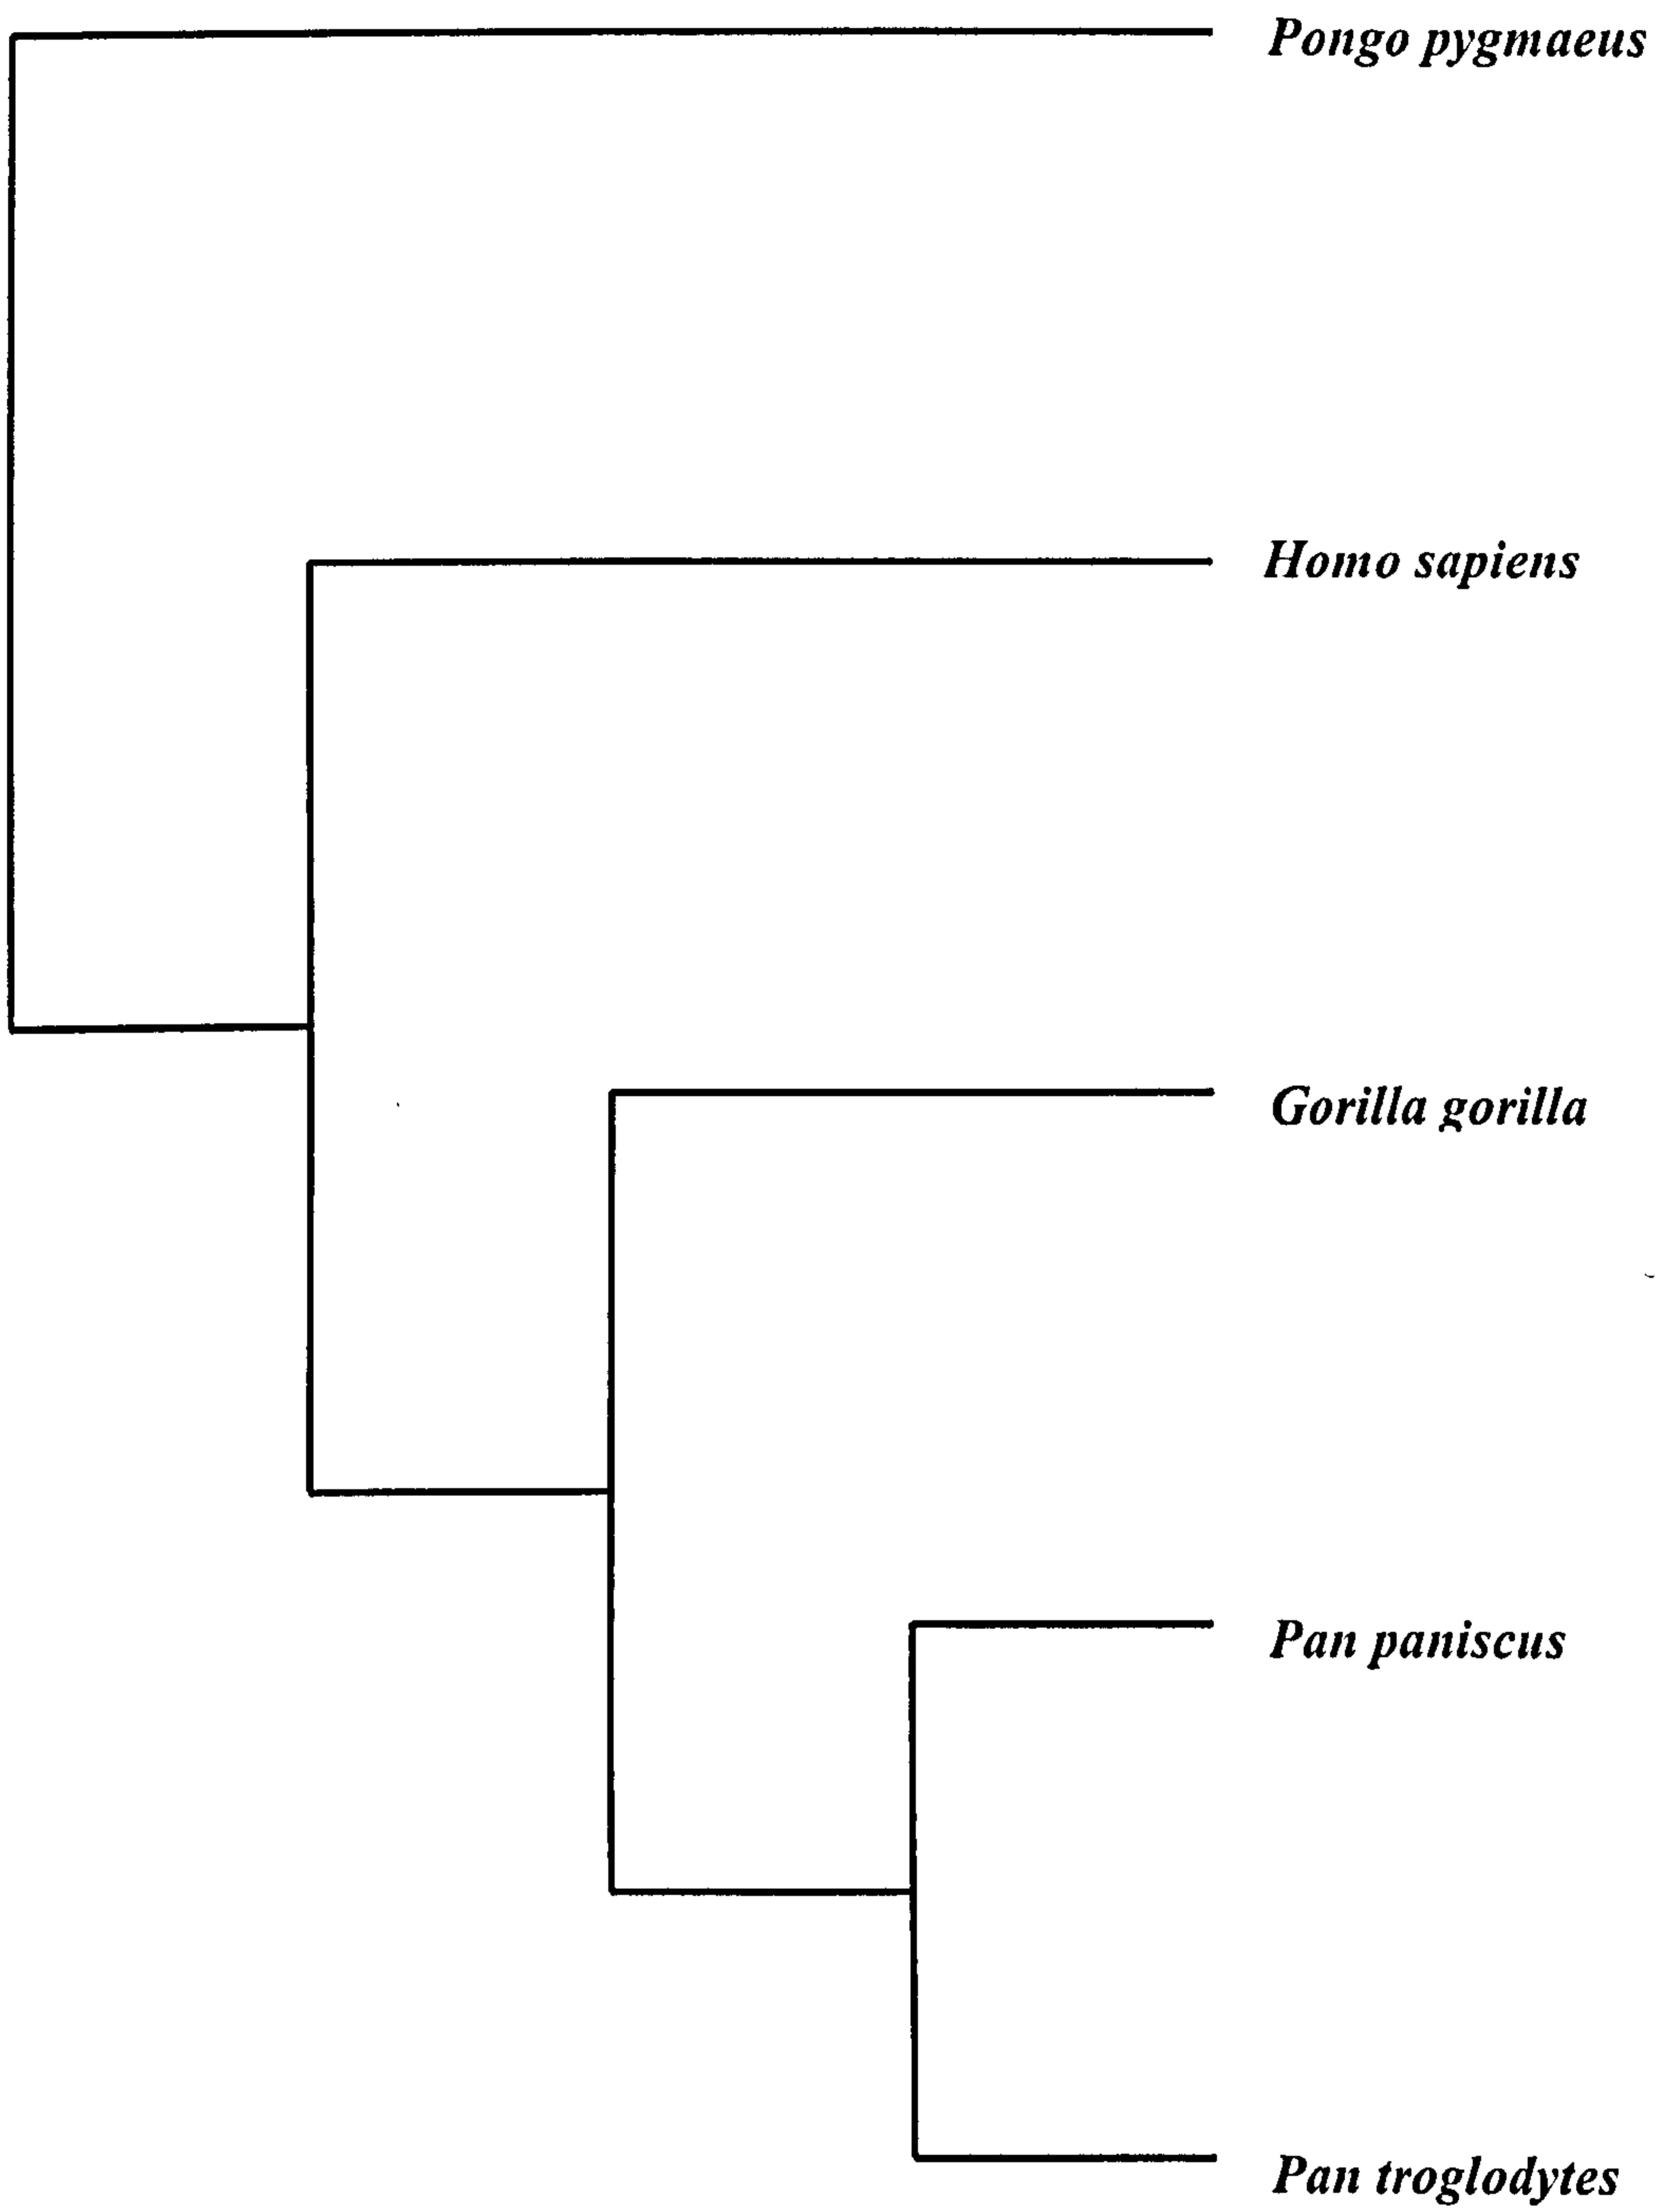 Pongo pygmaeus
Homo sapiens
Gorilla gorilla
Pan paniscus
Pan troglodytes